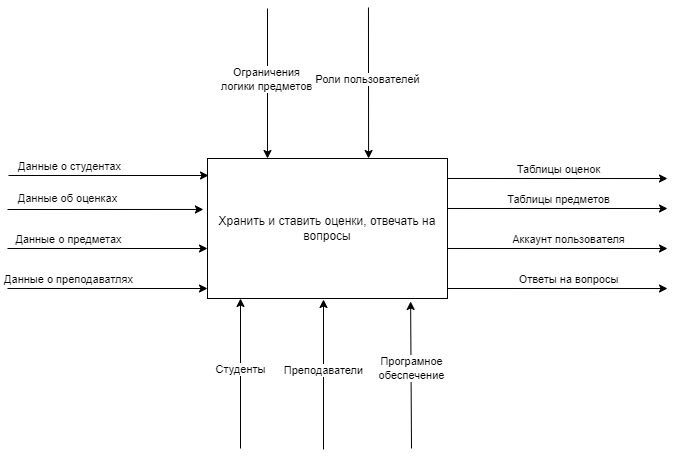 Ограничения
логики предметов
Роли пользователей
Данные о студентах
Данные об оценках
Данные о предметах
Данные о преподаватлях
Хранить и ставить оценки, отвечать на
вопросы
Таблицы оценок
Таблицы предметов
Аккаунт пользователя
Ответы на вопросы
Студенты
Преподаватели
Програмное
обеспечение